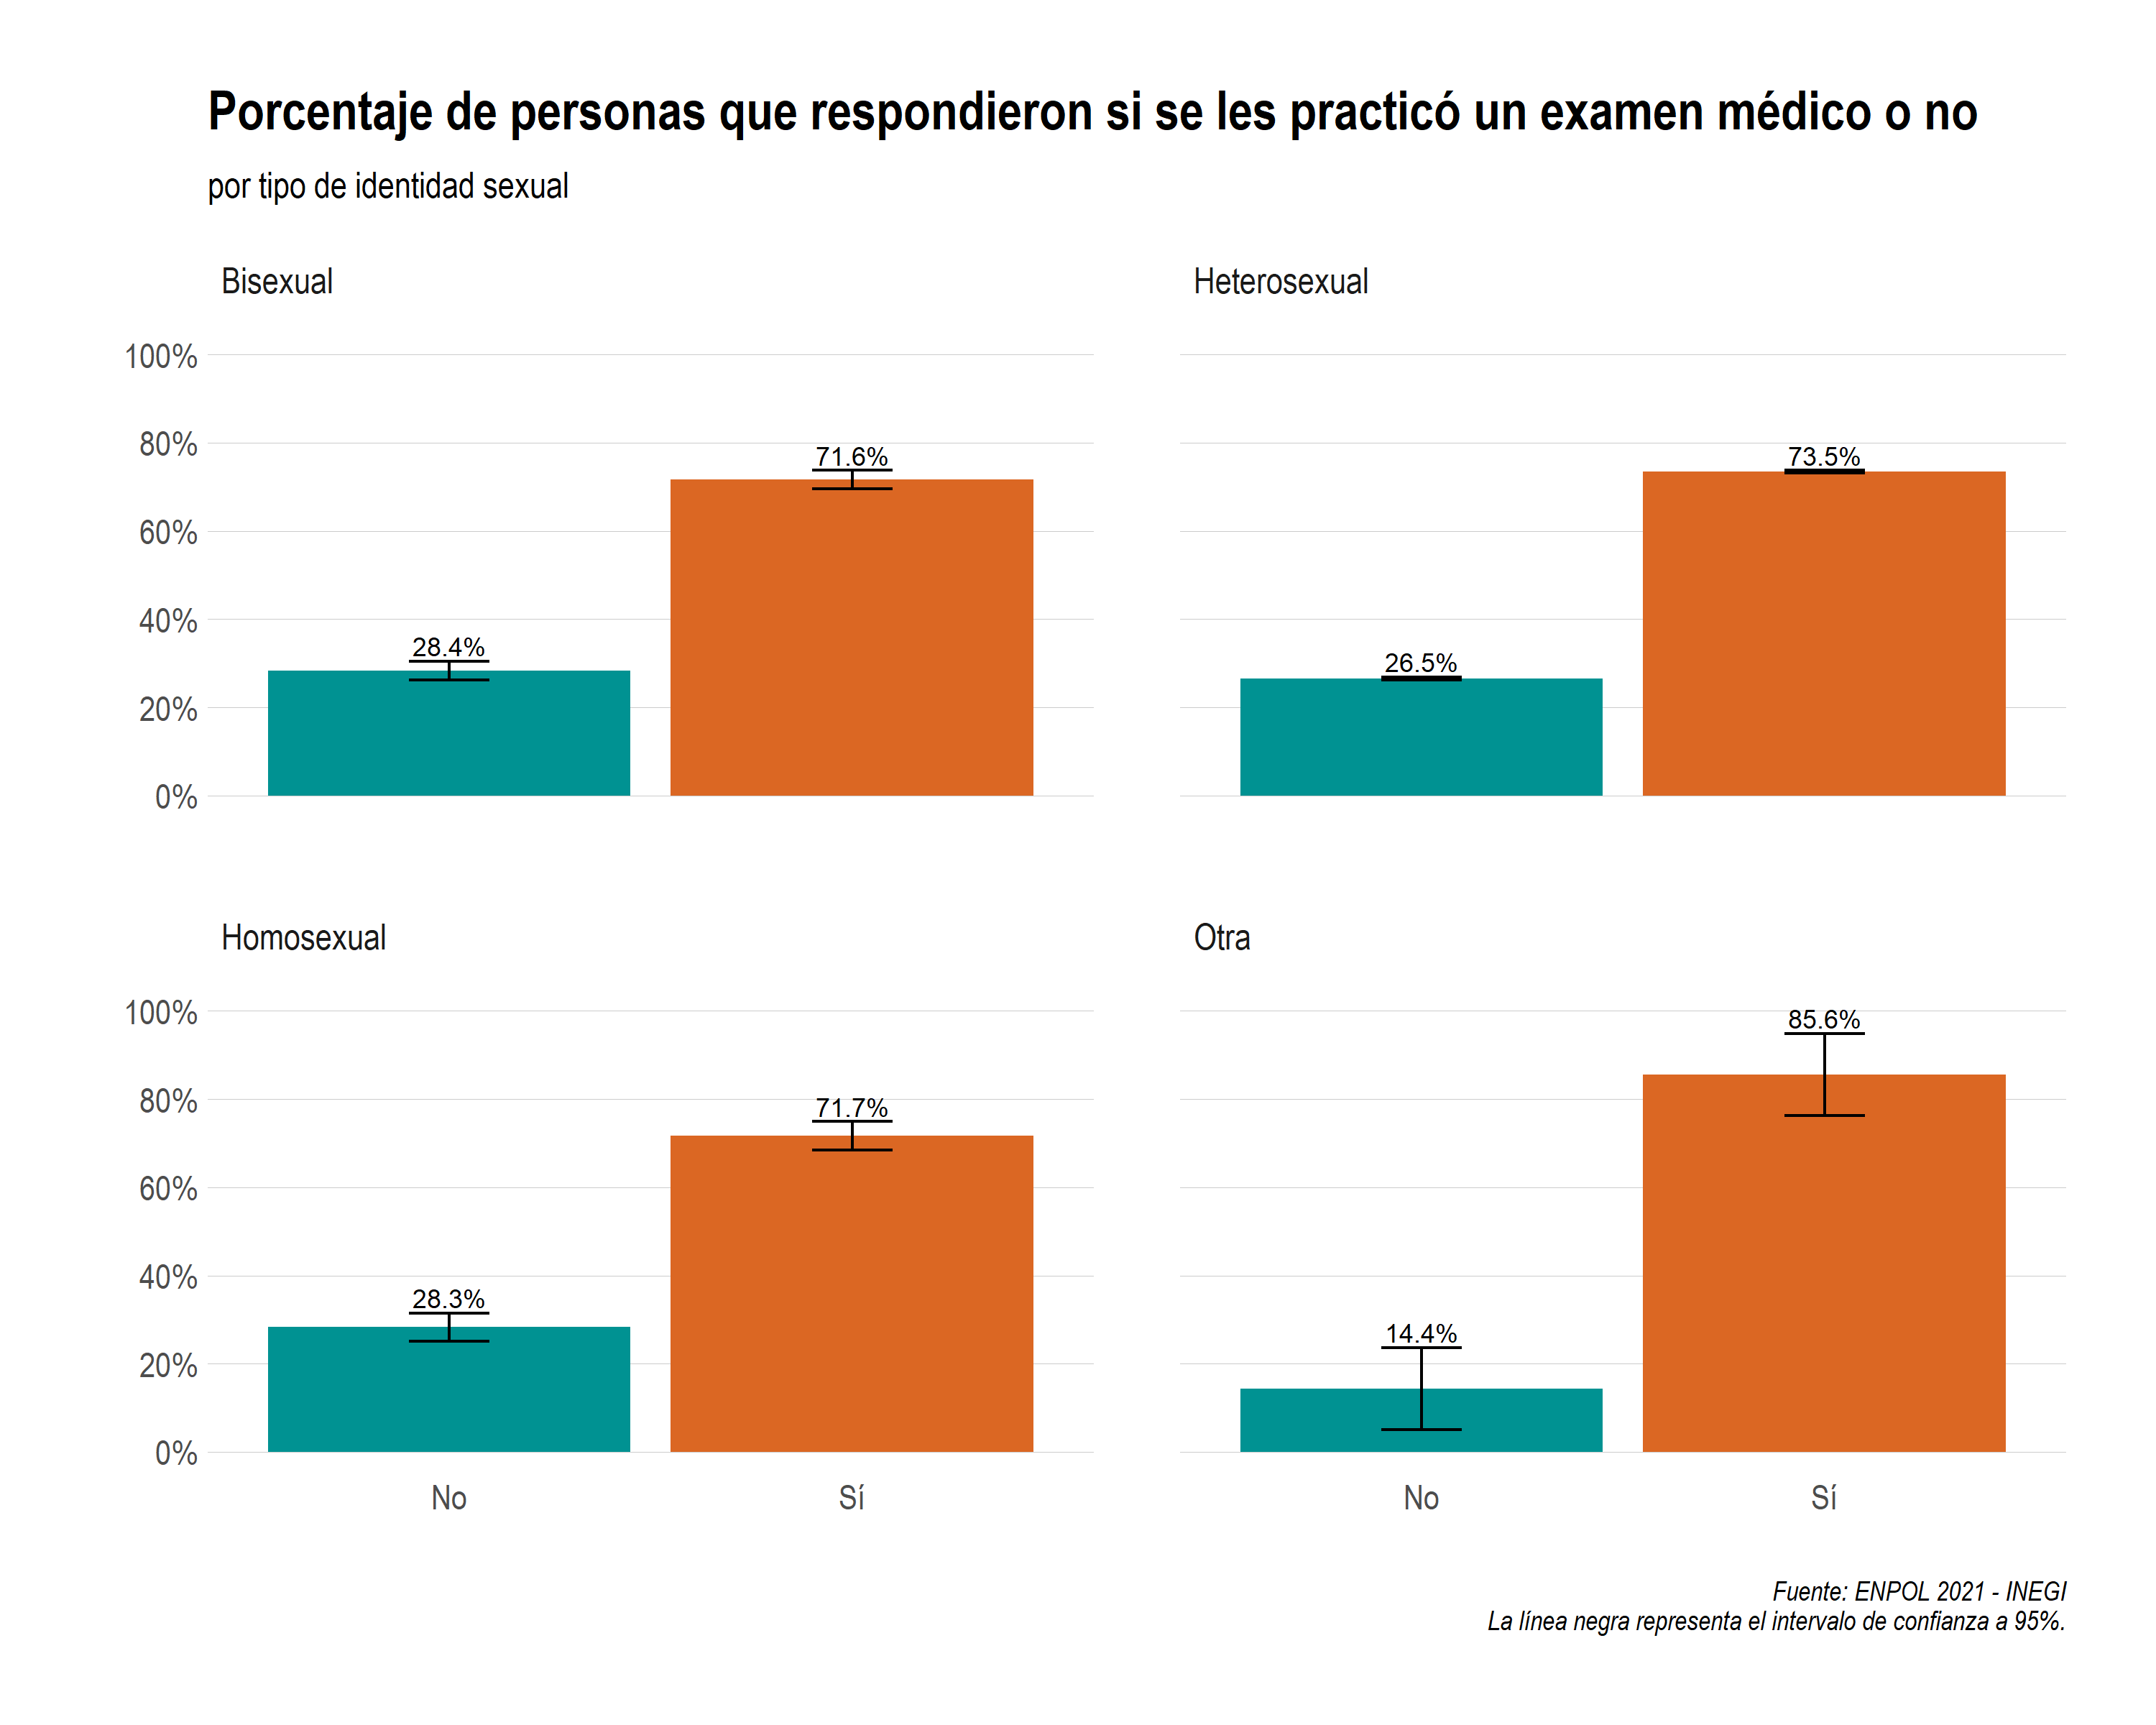 Porcentaje de personas que respondieron si se les practicó un examen médico o no
por tipo de identidad sexual
Bisexual
Heterosexual
100%
80%
60%
40%
20%
0%
28.4%
71.6%
26.5%
73.5%
Homosexual
Otra
100%
80%
60%
40%
20%
0%
28.3%
71.7%
14.4%
85.6%
No
Sí
No
Sí
Fuente: ENPOL 2021 - INEGI
La línea negra representa el intervalo de confianza a 95%.